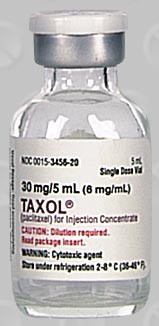 NDC 0015-3456-20
5 mL
Single Dose Vial
30 mg/5 mL (6 mg/mL)
TAXOL®
(paclitaxel) for Injection Concentrate
CAUTION: Dilution required.
Read package insert.
WARNING: Cytotoxic agent
Store under refrigeration 2-8° C (36-46° F).